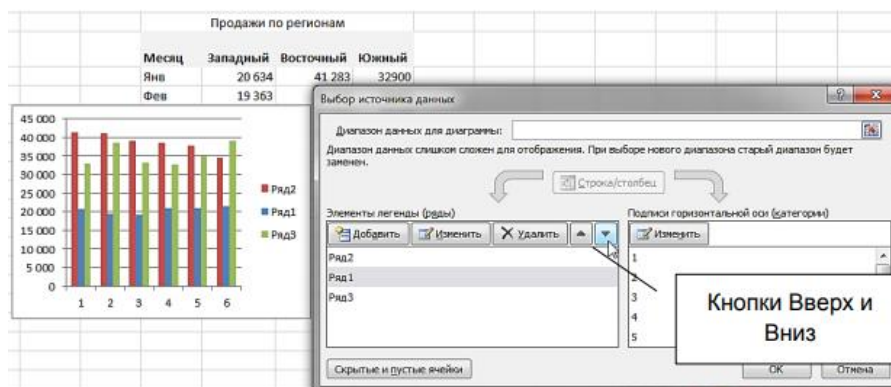 Продажи по регионам
Месяц Западный Восточный Южный
Янв 20 634 41 283 32900
Фев 19 363
45 000
40 000
35 000
30 000
25 000
20 000
15 000
10 000
5 000
0
1 2 3 4 5 6
Ряд2
Ряд1
Ряд3
Выбор источника данных
Диапазон данных для диаграммы:
Диапазон данных слишком сложен для отображения. При выборе нового диапазона старый диапазон будет
заменен.
Строка/столбец
Элементы легенды (ряды)
Добавить Изменить Удалить
Ряд2
Ряд1
Ряд3
Подписи горизонтальной оси (категории)
Изменить
1
3
4
5
Кнопки Вверх и
Вниз
Скрытые и пустые ячейки
ОК Отмена